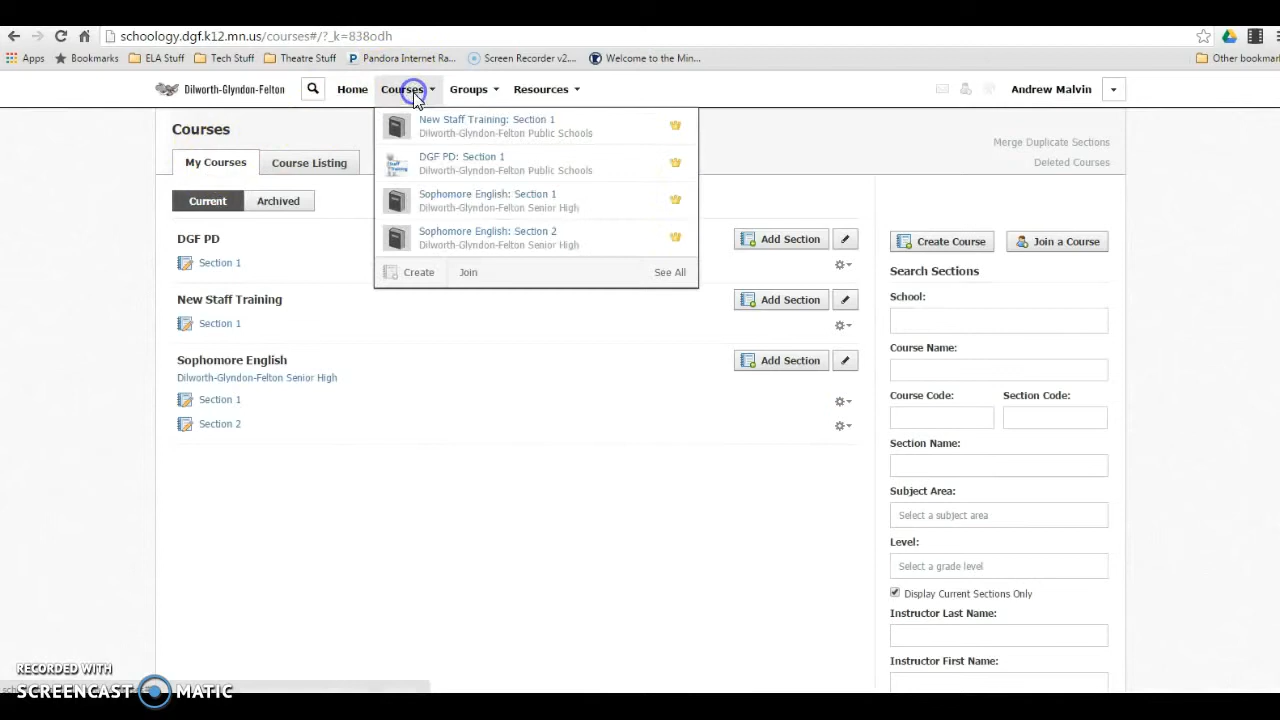 schoology.dgf.k12.mn.us/courses#/?_k=838odh
Apps Bookmarks ELA Stuff Tech Stuff Theatre Stuff Pandora Internet Ra... Screen Recorder v2... Welcome to the Min... Other bookmar
Dilworth-Glyndon-Felton Home Courses Groups Resources Andrew Malvin
Courses
Merge Duplicate Sections
Deleted Courses
My Courses Course Listing
Current Archived
New Staff Training: Section 1
Dilworth-Glyndon-Felton Public Schools
DGF PD: Section 1
Dilworth-Glyndon-Felton Public Schools
Sophomore English: Section 1
Dilworth-Glyndon-Felton Senior High
Sophomore English: Section 2
Dilworth-Glyndon-Felton Senior High
Create Join See All
DGF PD
Add Section
Section 1
New Staff Training
Add Section
Section 1
Sophomore English
Add Section
Dilworth-Glyndon-Felton Senior High
Section 1
Section 2
Create Course Join a Course
Search Sections
School:
Course Name:
Course Code: Section Code:
Section Name:
Subject Area:
Select a subject area
Level:
Select a grade level
Display Current Sections Only
Instructor Last Name:
Instructor First Name:
RECORDED WITH
SCREENCAST MATIC